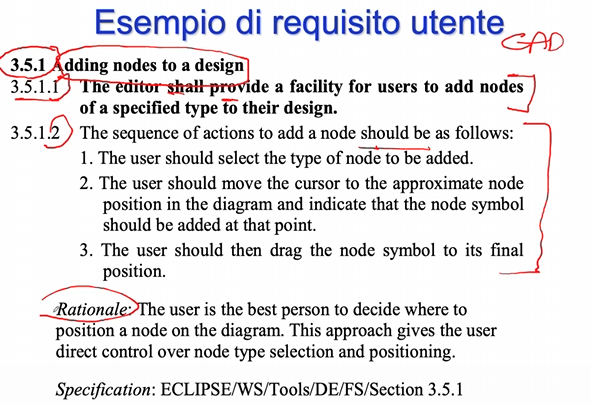 Esempio di requisito utente
CAD
3.5.1 Adding nodes to a design
3.5.1.1 The editor shall provide a facility for users to add nodes
of a specified type to their design.
3.5.1.2 The sequence of actions to add a node should be as follows:
1. The user should select the type of node to be added.
2. The user should move the cursor to the approximate node
position in the diagram and indicate that the node symbol
should be added at that point.
3. The user should then drag the node symbol to its final
position.
Rationale: The user is the best person to decide where to
position a node on the diagram. This approach gives the user
direct control over node type selection and positioning.
Specification: ECLIPSE/WS/Tools/DE/FS/Section 3.5.1